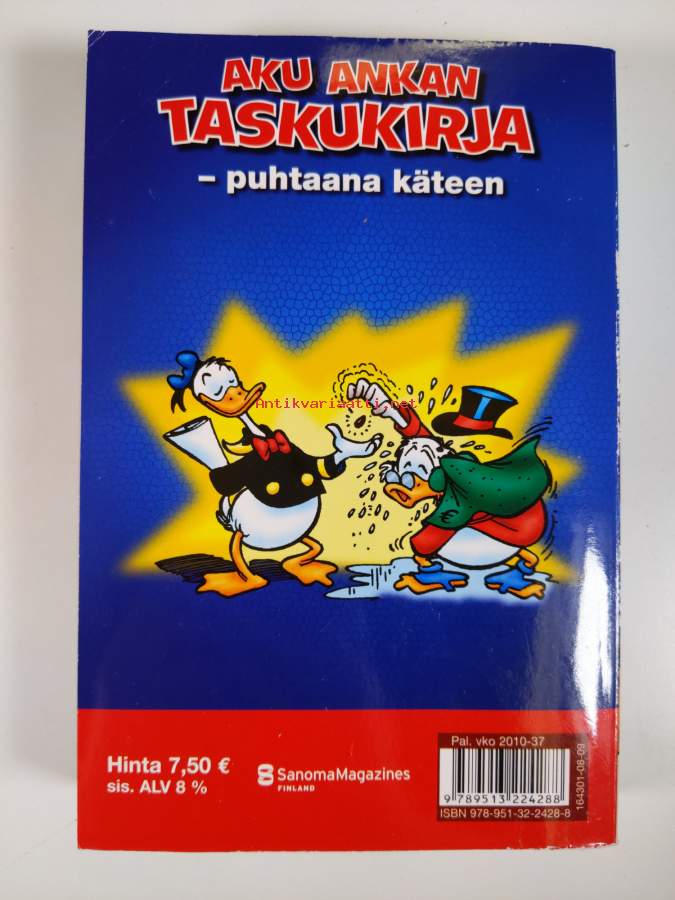 AKU ANKAN
TASKUKIRJA
– puhtaana käteen
Antikvariaatti.net
Hinta 7,50 €
sis. ALV 8 %
SanomaMagazines
FINLAND
Pal. vko 2010-37
9 789513 224288
ISBN 978-951-32-2428-8
164301-08-09